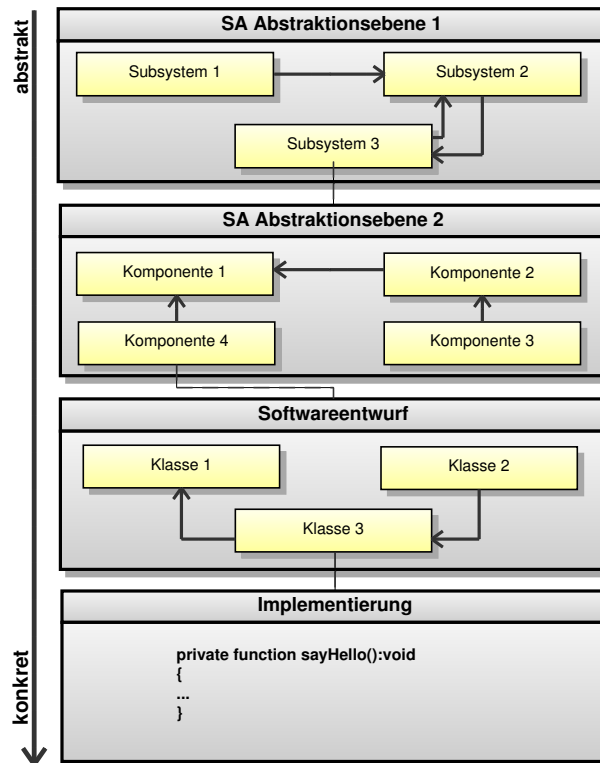 abstrakt
SA Abstraktionsebene 1
Subsystem 1
Subsystem 2
Subsystem 3
SA Abstraktionsebene 2
Komponente 1
Komponente 2
Komponente 4
Komponente 3
Softwareentwurf
Klasse 1
Klasse 2
Klasse 3
Implementierung
private function sayHello():void
{
...
}
konkret